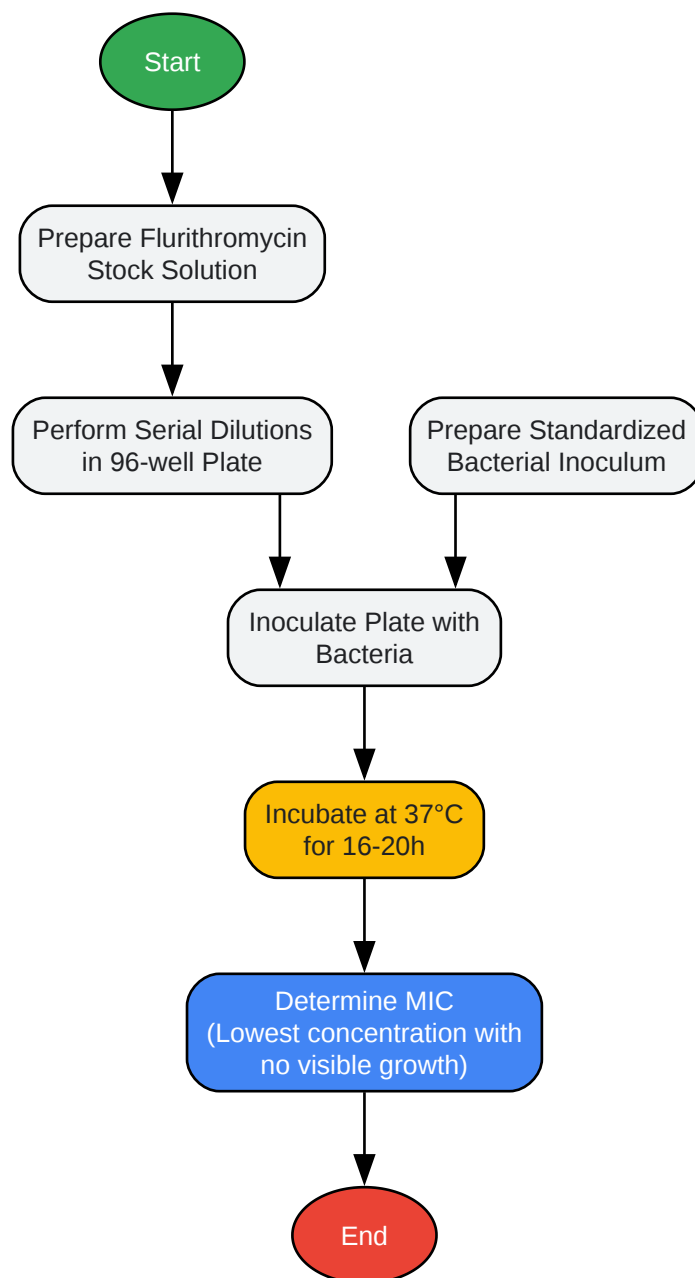 Start
Prepare Flurithromycin
Stock Solution
Perform Serial Dilutions
in 96-well Plate
Prepare Standardized
Bacterial Inoculum
Inoculate Plate with
Bacteria
Incubate at 37°C
for 16-20h
Determine MIC
(Lowest concentration with
no visible growth)
End